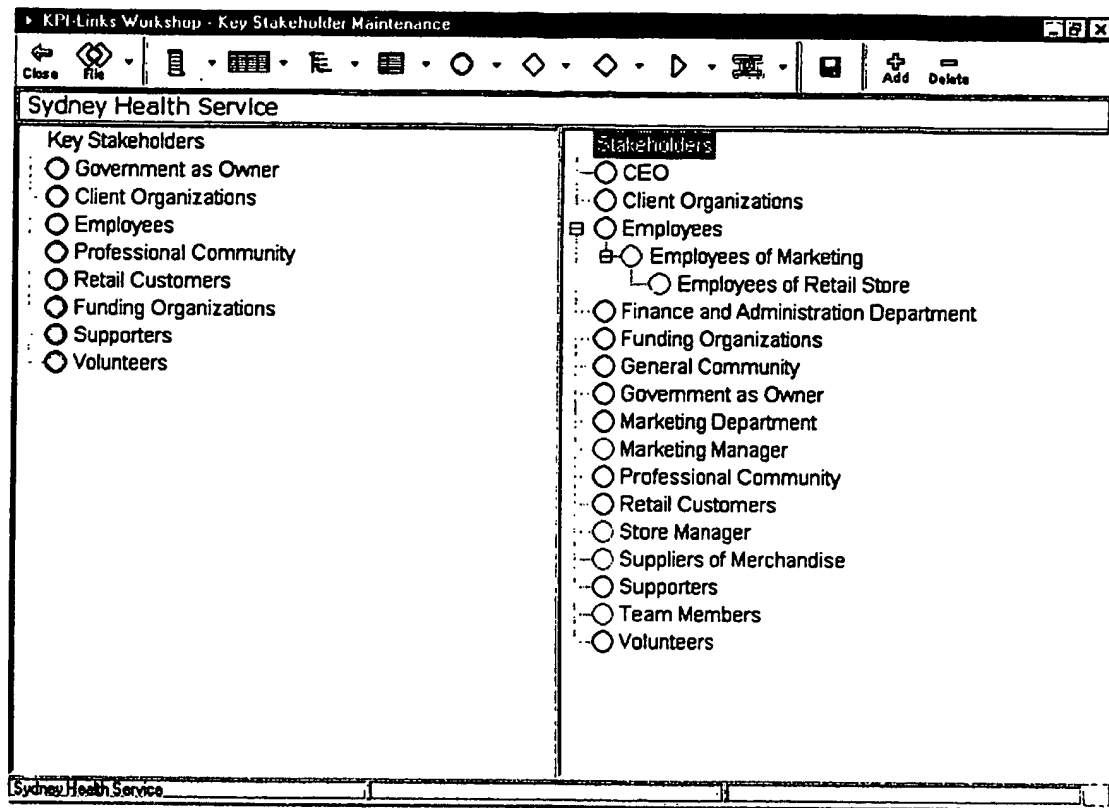 KPI-Links Workshop - Key Stakeholder Maintenance
Close File Add Delete
Sydney Health Service
Key Stakeholders
Government as Owner
Client Organizations
Employees
Professional Community
Retail Customers
Funding Organizations
Supporters
Volunteers
Stakeholders
CEO
Client Organizations
Employees
Employees of Marketing
Employees of Retail Store
Finance and Administration Department
Funding Organizations
General Community
Government as Owner
Marketing Department
Marketing Manager
Professional Community
Retail Customers
Store Manager
Suppliers of Merchandise
Supporters
Team Members
Volunteers
Sydney Health Service